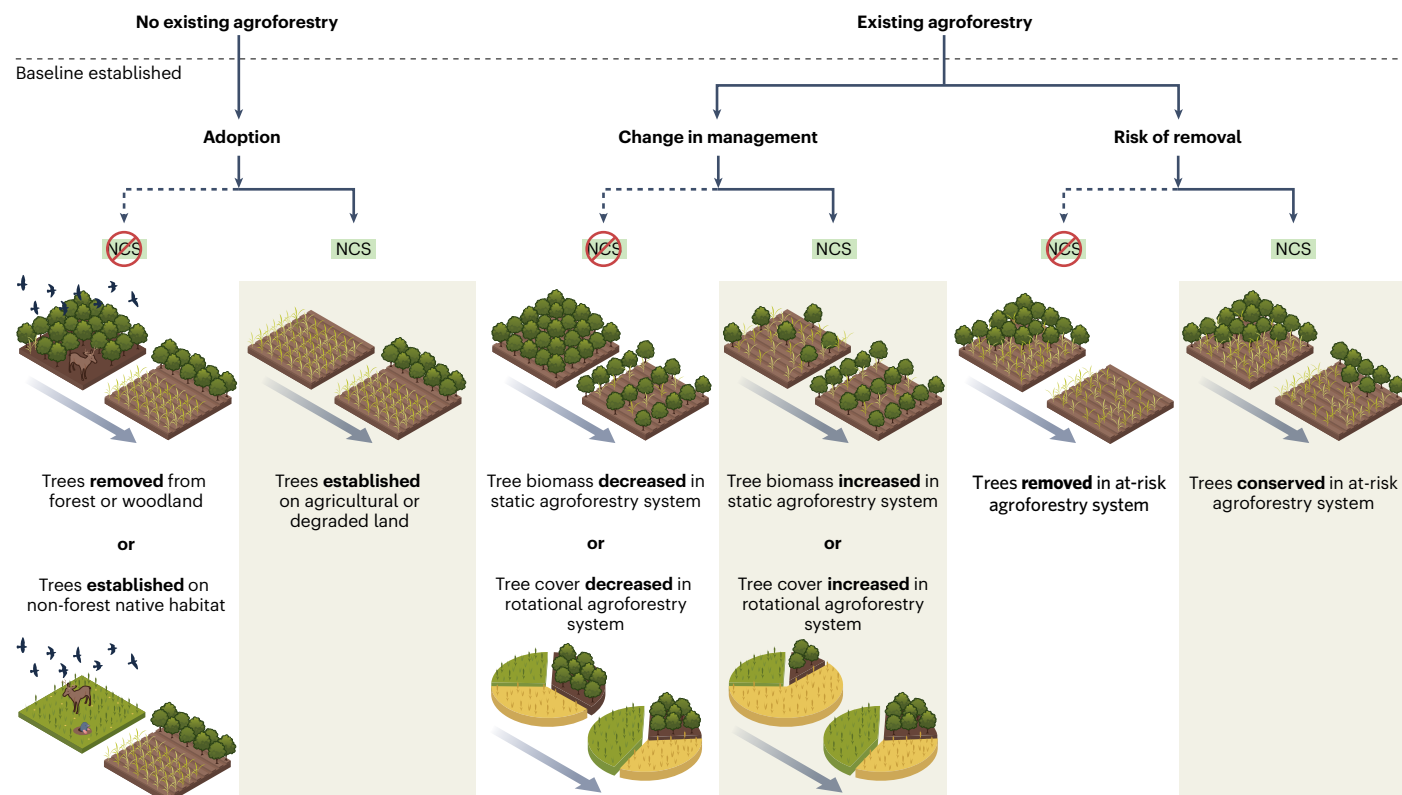 No existing agroforestry
Existing agroforestry
Baseline established
Adoption
Change in management
Risk of removal
NCS
NCS
NCS
NCS
NCS
NCS
Trees removed from
forest or woodland
or
Trees established on
non-forest native habitat
Trees established
on agricultural or
degraded land
Tree biomass decreased in
static agroforestry system
or
Tree cover decreased in
rotational agroforestry
system
Tree biomass increased in
static agroforestry system
or
Tree cover increased in
rotational agroforestry
system
Trees removed in at-risk
agroforestry system
Trees conserved in at-risk
agroforestry system